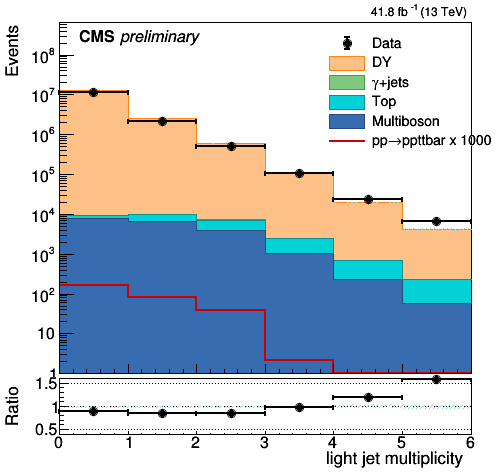 41.8 fb⁻¹ (13 TeV)
CMS preliminary
Events
Data
DY
γ+jets
Top
Multiboson
pp→ppttbar x 1000
10⁸
10⁷
10⁶
10⁵
10⁴
10³
10²
10
1
Ratio
1.5
1
0.5
0 1 2 3 4 5 6
light jet multiplicity